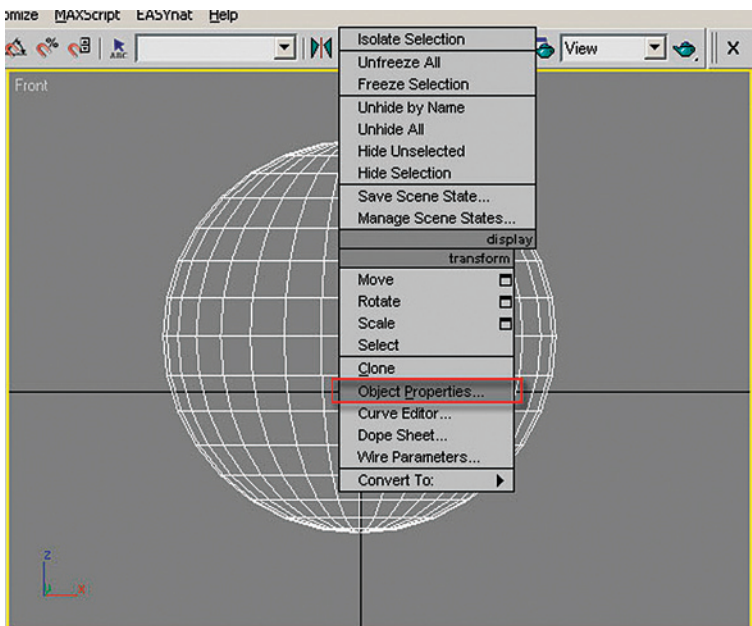 omize MAXScript EASYnat Help
ABC
View
X
Front
Isolate Selection
Unfreeze All
Freeze Selection
Unhide by Name
Unhide All
Hide Unselected
Hide Selection
Save Scene State...
Manage Scene States...
display
transform
Move
Rotate
Scale
Select
Clone
Object Properties...
Curve Editor...
Dope Sheet...
Wire Parameters...
Convert To:
z
y x